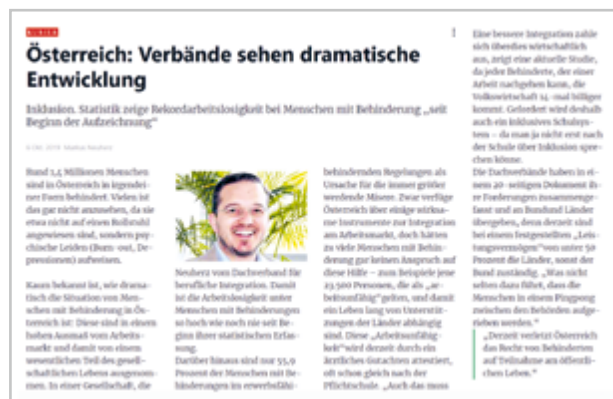 KURIER
Österreich: Verbände sehen dramatische
Entwicklung
Inklusion. Statistik zeige Rekordarbeitslosigkeit bei Menschen mit Behinderung „seit
Beginn der Aufzeichnung“
Rund 1,4 Millionen Menschen
sind in Österreich in irgendei-
ner Form behindert. Vielen ist
das gar nicht anzusehen, da sie
etwa nicht auf einen Rollstuhl
angewiesen sind, sondern psy-
chische Leiden (Burn-out, De-
pressionen) aufweisen.
Kaum bekannt ist, wie drama-
tisch die Situation von Men-
schen mit Behinderung in Ös-
terreich ist: Diese sind in einem
hohen Ausmaß vom Arbeits-
markt und damit von einem
wesentlichen Teil des gesell-
schaftlichen Lebens ausgenom-
men. In einer Gesellschaft, die
Neuherz vom Dachverband für
berufliche Integration. Damit
ist die Arbeitslosigkeit unter
Menschen mit Behinderungen
so hoch wie noch nie seit Be-
ginn ihrer statistischen Erfas-
sung.
Darüber hinaus sind nur 55,9
Prozent der Menschen mit Be-
hinderungen im erwerbsfähi-
behindernden Regelungen als
Ursache für die immer größer
werdende Misere. Zwar verfüge
Österreich über einige wirksa-
me Instrumente zur Integration
am Arbeitsmarkt, doch hätten
zu viele Menschen mit Behin-
derung gar keinen Anspruch auf
diese Hilfe – zum Beispiele jene
23.500 Personen, die als „ar-
beitsunfähig“ gelten, und damit
ein Leben lang von Unterstüt-
zungen der Länder abhängig
sind. Diese „Arbeitsunfähig-
keit“ wird derzeit durch ein
ärztliches Gutachten attestiert,
oft schon gleich nach der
Pflichtschule. „Auch das muss
Eine bessere Integration zahle
sich überdies wirtschaftlich
aus, zeigt eine aktuelle Studie,
da jeder Behinderte, der einer
Arbeit nachgehen kann, die
Volkswirtschaft 14-mal billiger
kommt. Gefordert wird deshalb
auch ein inklusives Schulsys-
tem – da man ja nicht erst nach
der Schule über Inklusion spre-
chen könne.
Die Dachverbände haben in ei-
nem 20-seitigen Dokument ih-
re Forderungen zusammenge-
fasst und an Bund und Länder
übergeben, denn derzeit sind
bei einem festgestellten „Leis-
tungsvermögen“ von unter 50
Prozent die Länder, sonst der
Bund zuständig. „Was nicht
selten dazu führt, dass die
Menschen in einem Pingpong
zwischen den Behörden aufge-
rieben werden.“
„Derzeit verletzt Österreich
das Recht von Behinderten
auf Teilnahme am öffentli-
chen Leben.“